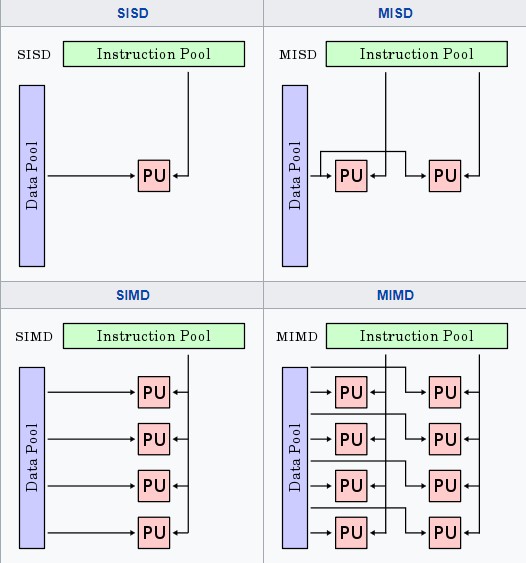 SISD
MISD
SISD
Instruction Pool
Data Pool
PU
MISD
Instruction Pool
Data Pool
PU
PU
SIMD
MIMD
SIMD
Instruction Pool
Data Pool
PU
PU
PU
PU
MIMD
Instruction Pool
Data Pool
PU
PU
PU
PU
PU
PU
PU
PU